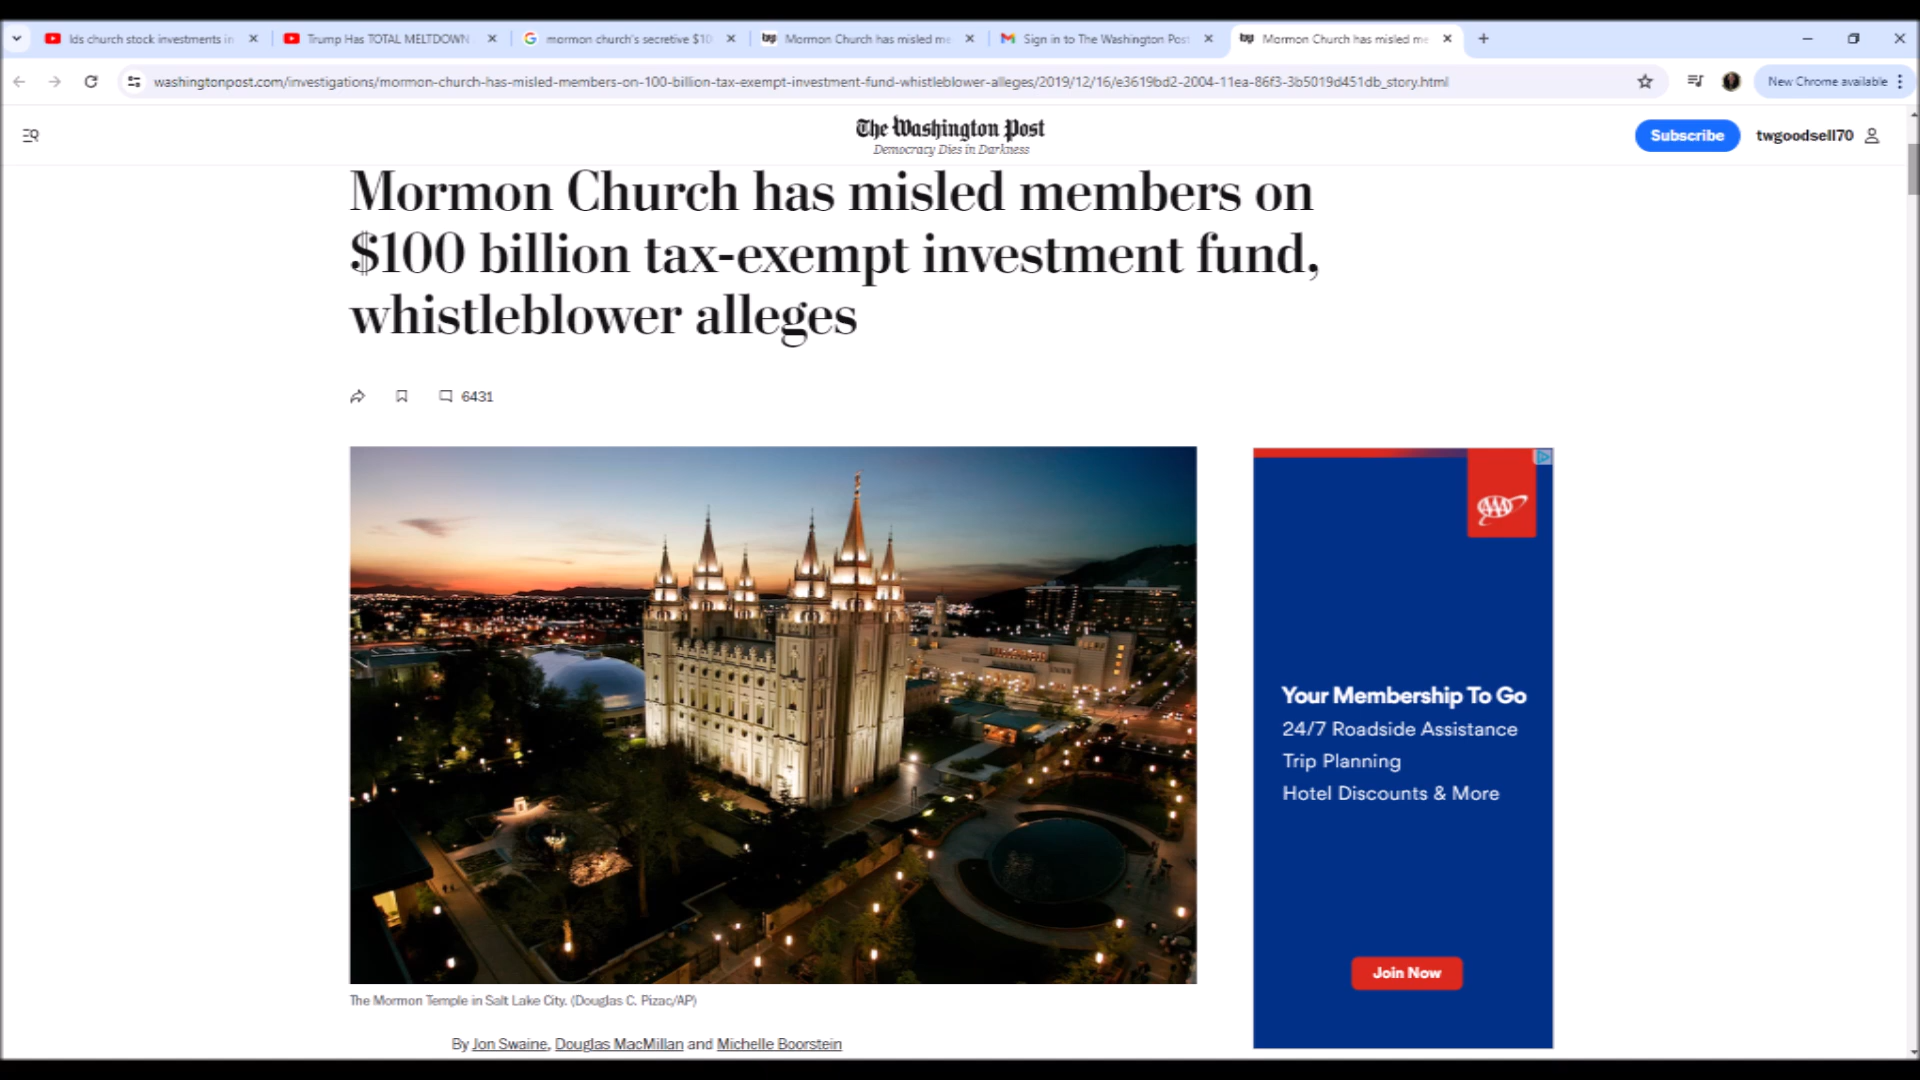 lds church stock investments in
Trump Has TOTAL MELTDOWN
mormon church's secretive $10
Mormon Church has misled me
Sign in to The Washington Post
Mormon Church has misled me
washingtonpost.com/investigations/mormon-church-has-misled-members-on-100-billion-tax-exempt-investment-fund-whistleblower-alleges/2019/12/16/e3619bd2-2004-11ea-86f3-3b5019d451db_story.html
New Chrome available
The Washington Post
Democracy Dies in Darkness
Subscribe
twgoodsell70
Mormon Church has misled members on
$100 billion tax-exempt investment fund,
whistleblower alleges
6431
AAA
Your Membership To Go
24/7 Roadside Assistance
Trip Planning
Hotel Discounts & More
Join Now
The Mormon Temple in Salt Lake City. (Douglas C. Pizac/AP)
By Jon Swaine, Douglas MacMillan and Michelle Boorstein